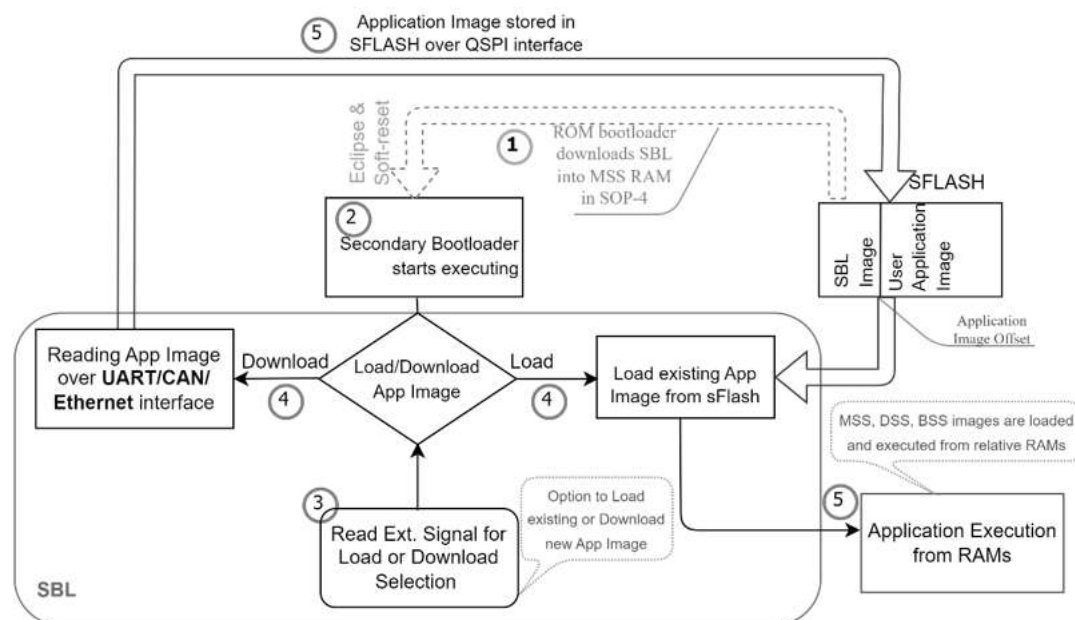 5
Application Image stored in
SFLASH over QSPI interface
Eclipse &
Soft-reset
1
ROM bootloader
downloads SBL
into MSS RAM
in SOP-4
SFLASH
2
Secondary Bootloader
starts executing
SBL
Image
User
Application
Image
Application
Image Offset
Reading App Image
over UART/CAN/
Ethernet interface
Download
4
Load/Download
App Image
Load
4
Load existing App
Image from sFlash
MSS, DSS, BSS images are loaded
and executed from relative RAMs
3
Read Ext. Signal for
Load or Download
Selection
Option to Load
existing or Download
new App Image
5
Application Execution
from RAMs
SBL